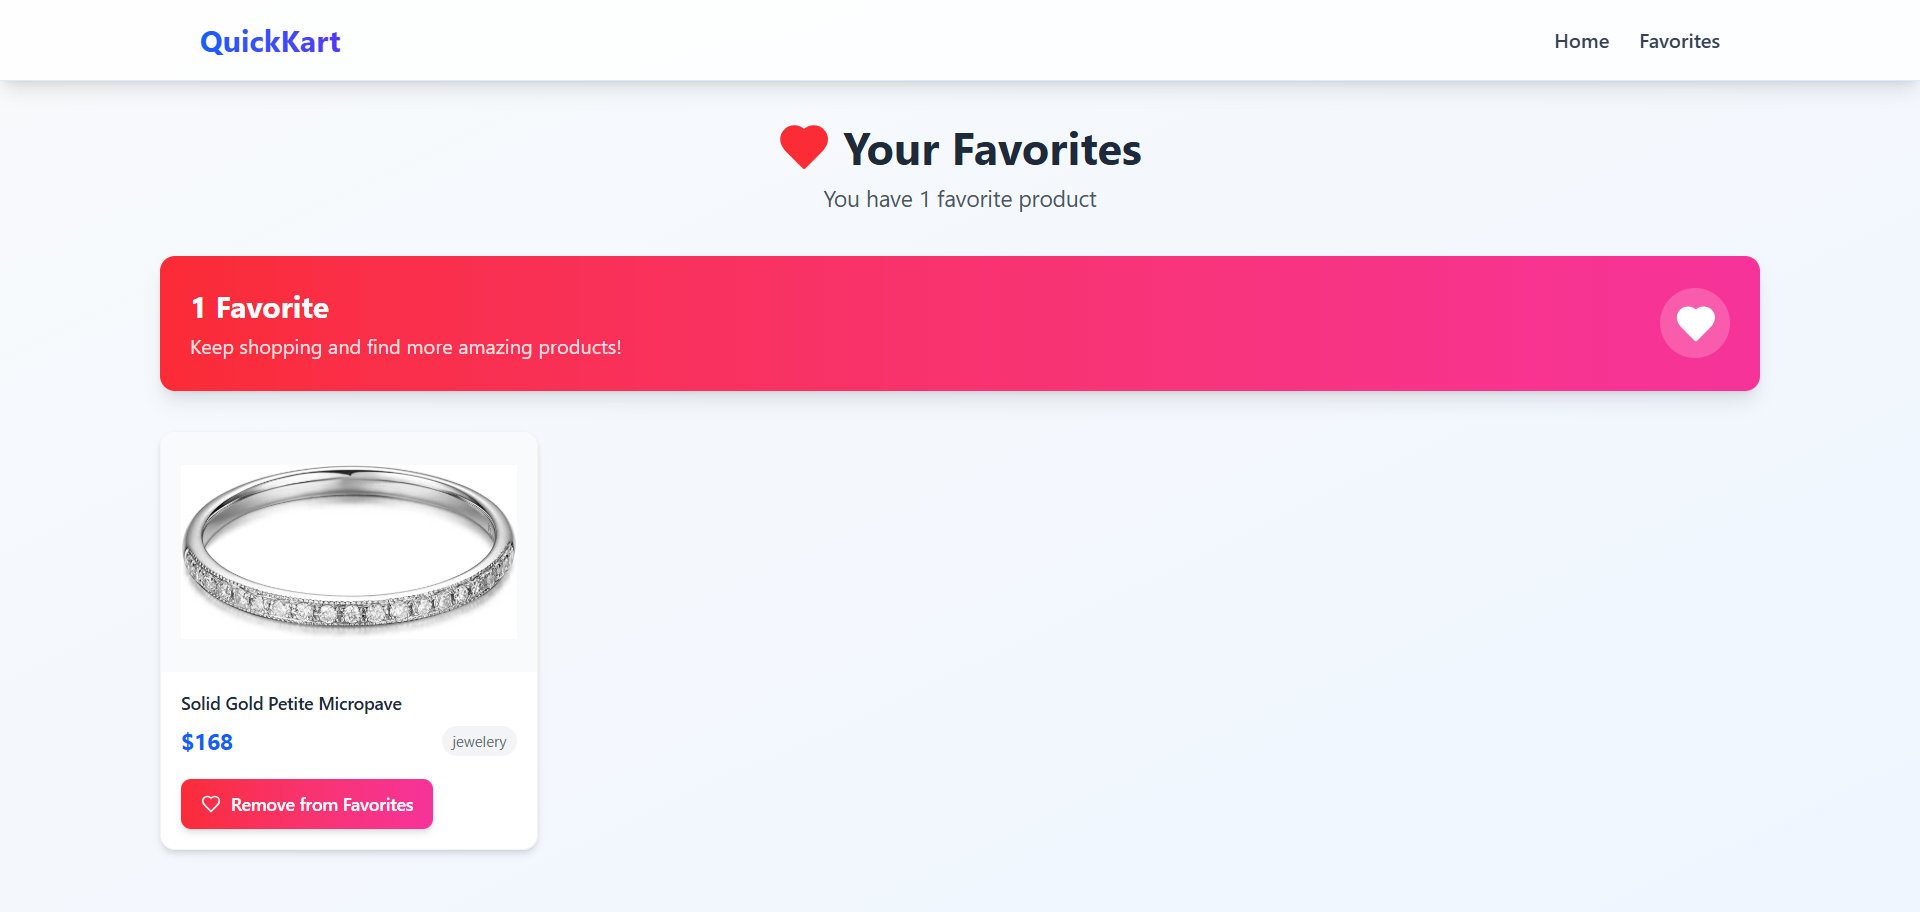 QuickKart
Home
Favorites
Your Favorites
You have 1 favorite product
1 Favorite
Keep shopping and find more amazing products!
Solid Gold Petite Micropave
$168
jewelery
Remove from Favorites